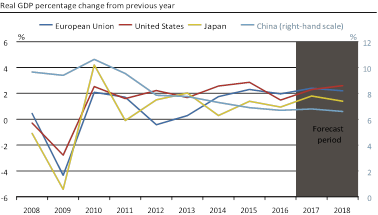 Real GDP percentage change from previous year
European Union United States Japan China (right-hand scale)
% %
6 12
4 10
2 8
0 6
-2 4
-4 2
-6 0
Forecast
period
2008 2009 2010 2011 2012 2013 2014 2015 2016 2017 2018